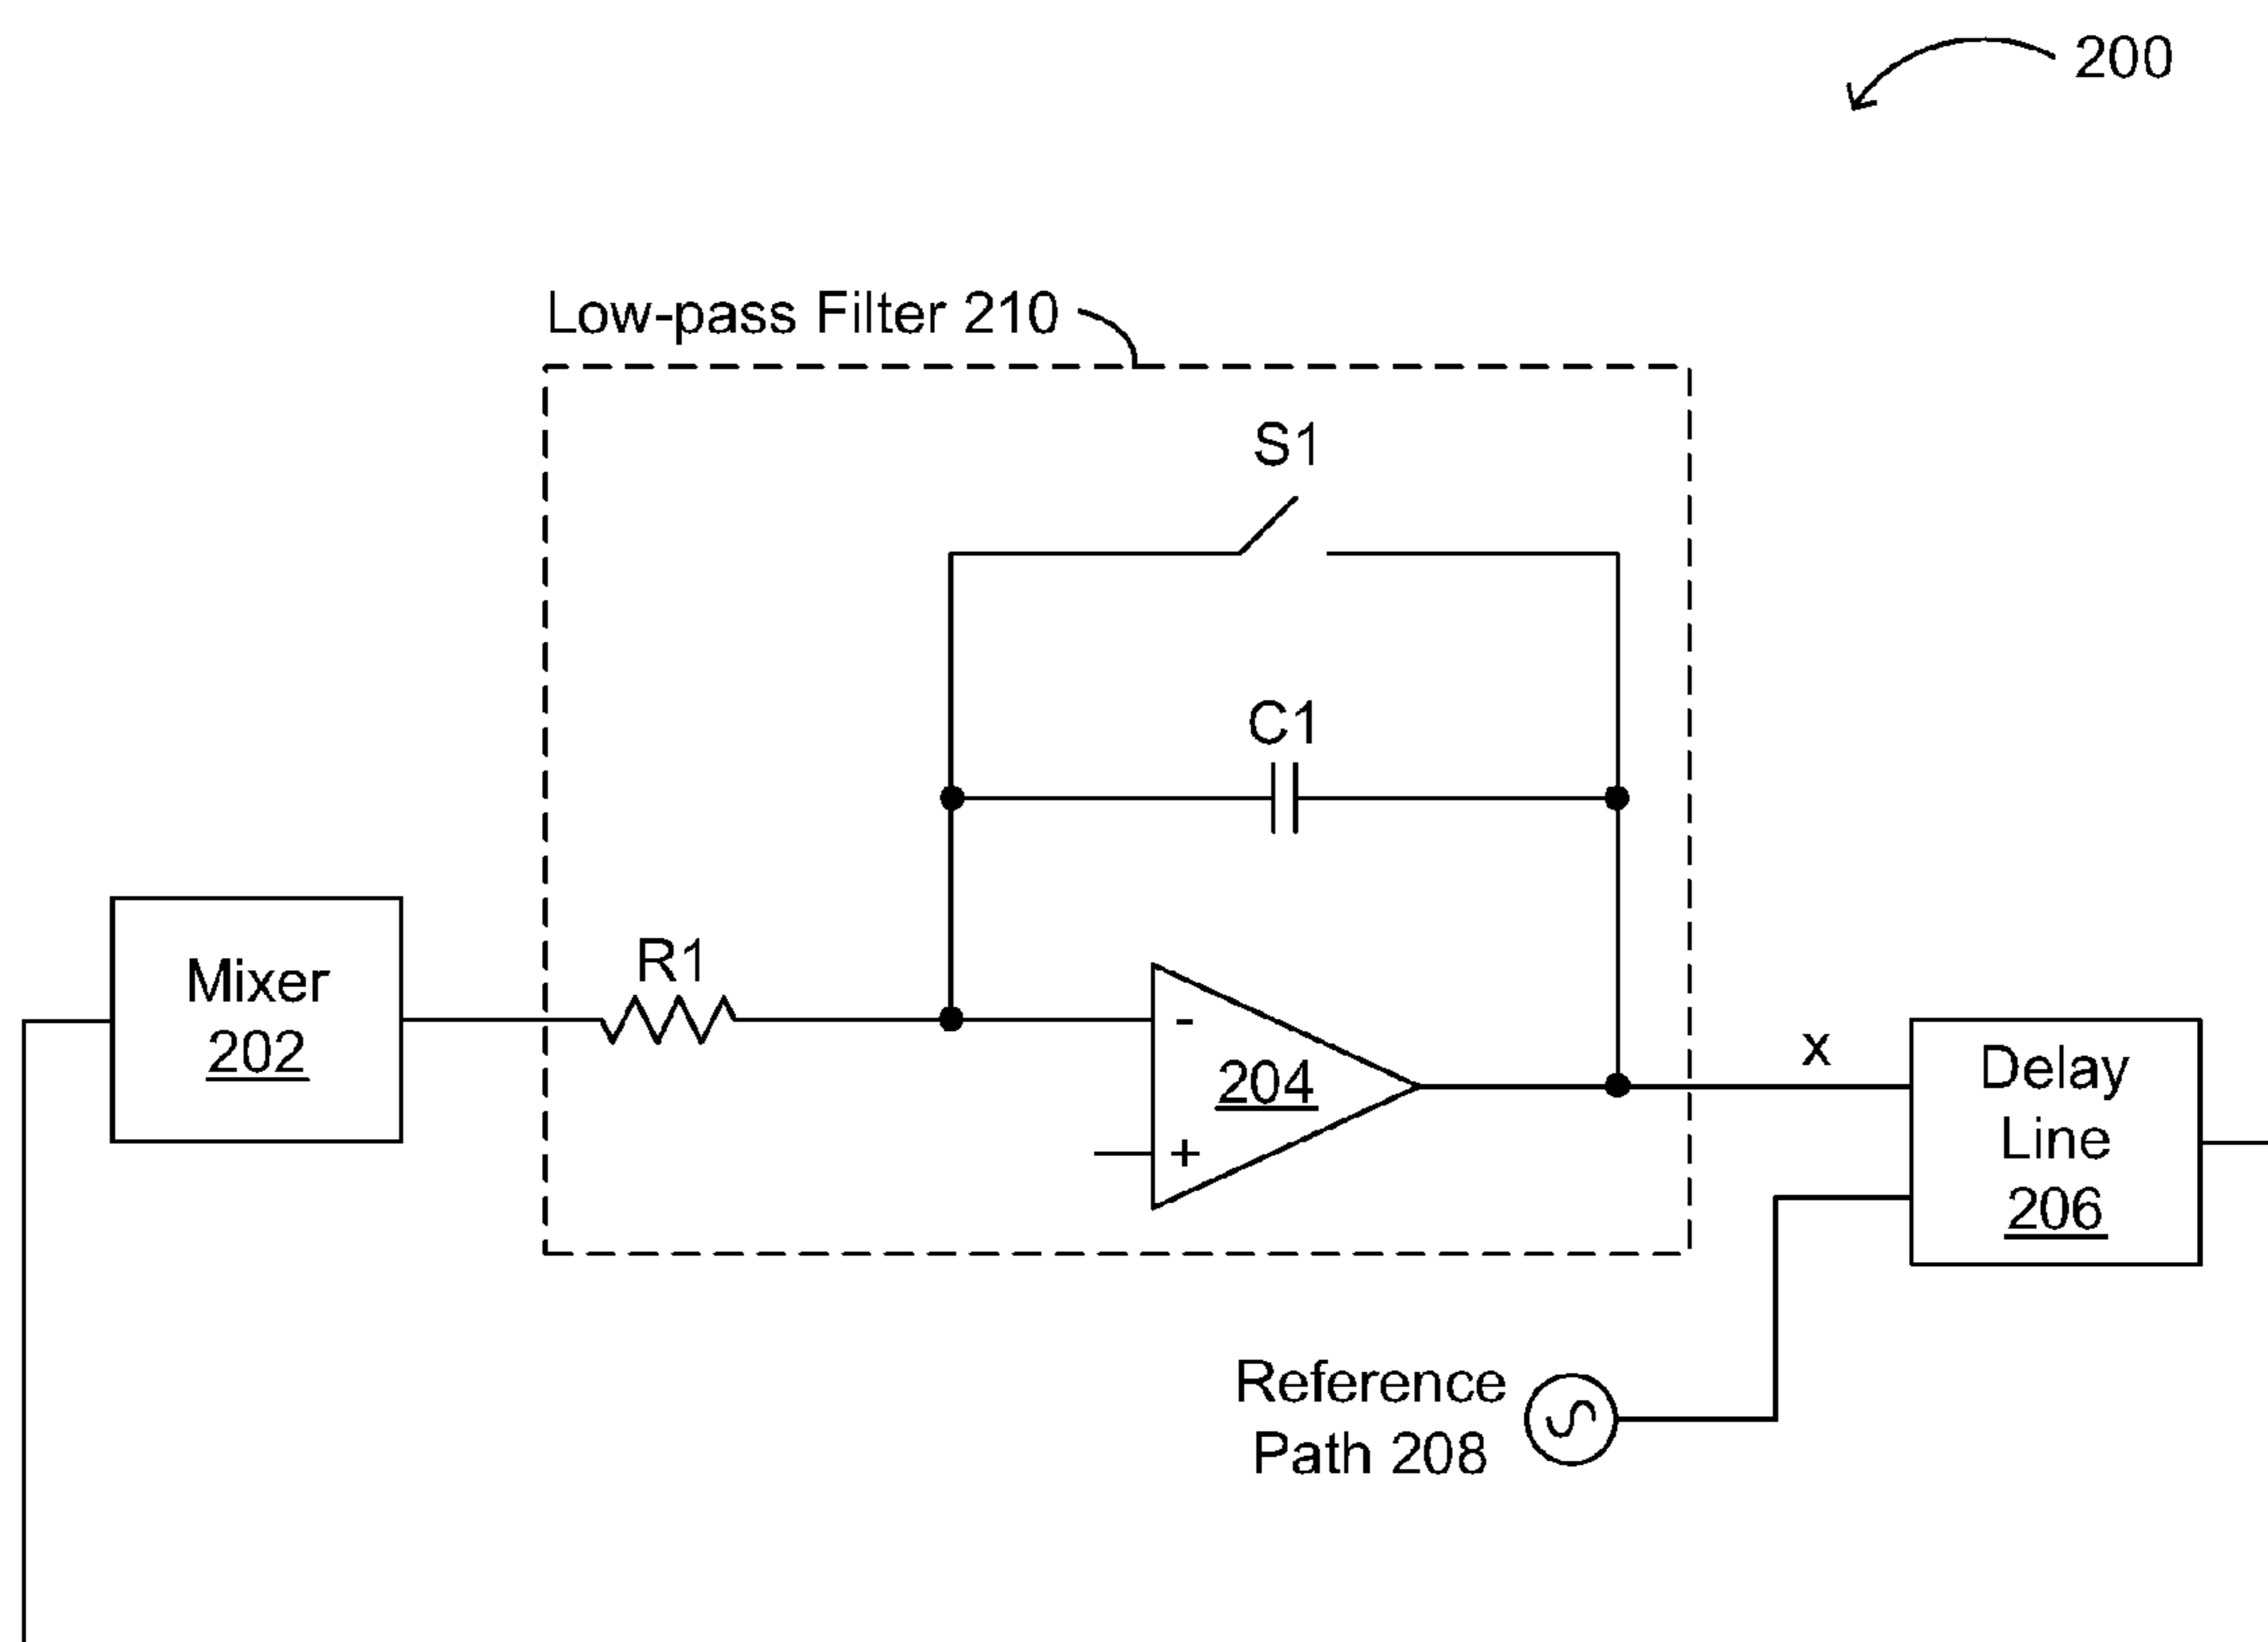 200
Low-pass Filter 210
S1
C1
R1
Mixer
202
-
204
+
x
Delay
Line
206
Reference
Path 208